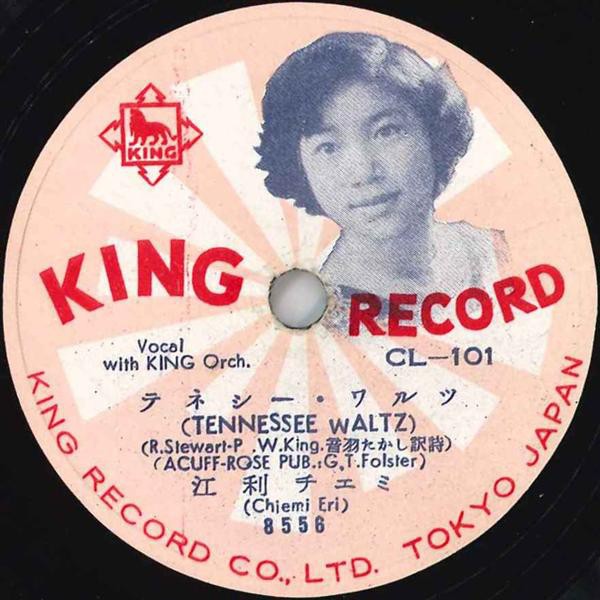 KING
KING RECORD
Vocal
with KING Orch.
CL-101
テネシー・ワルツ
(TENNESSEE WALTZ)
(R.Stewart-P.W.King.音羽たかし訳詩)
(ACUFF-ROSE PUB.:G.T.Folster)
江利チエミ
(Chiemi Eri)
8556
KING RECORD CO., LTD. TOKYO JAPAN